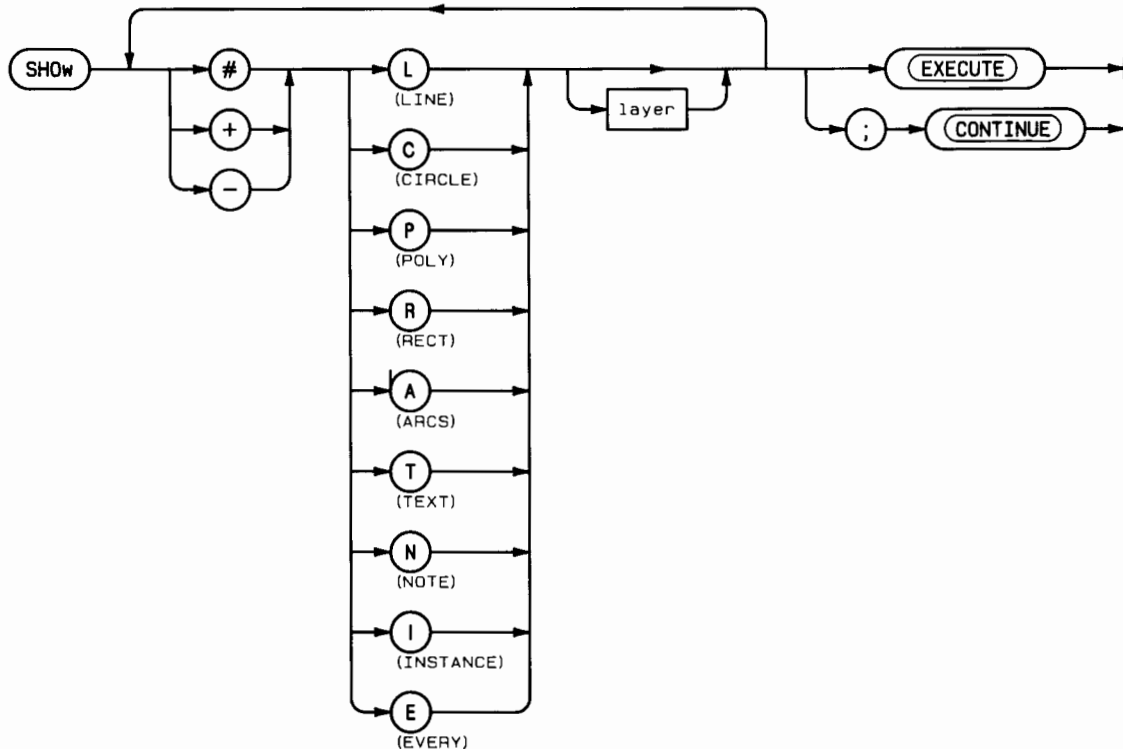 SHOW # L EXECUTE
(LINE)
layer
+ ; CONTINUE
C
(CIRCLE)
-
P
(POLY)
R
(RECT)
A
(ARCS)
T
(TEXT)
N
(NOTE)
I
(INSTANCE)
E
(EVERY)